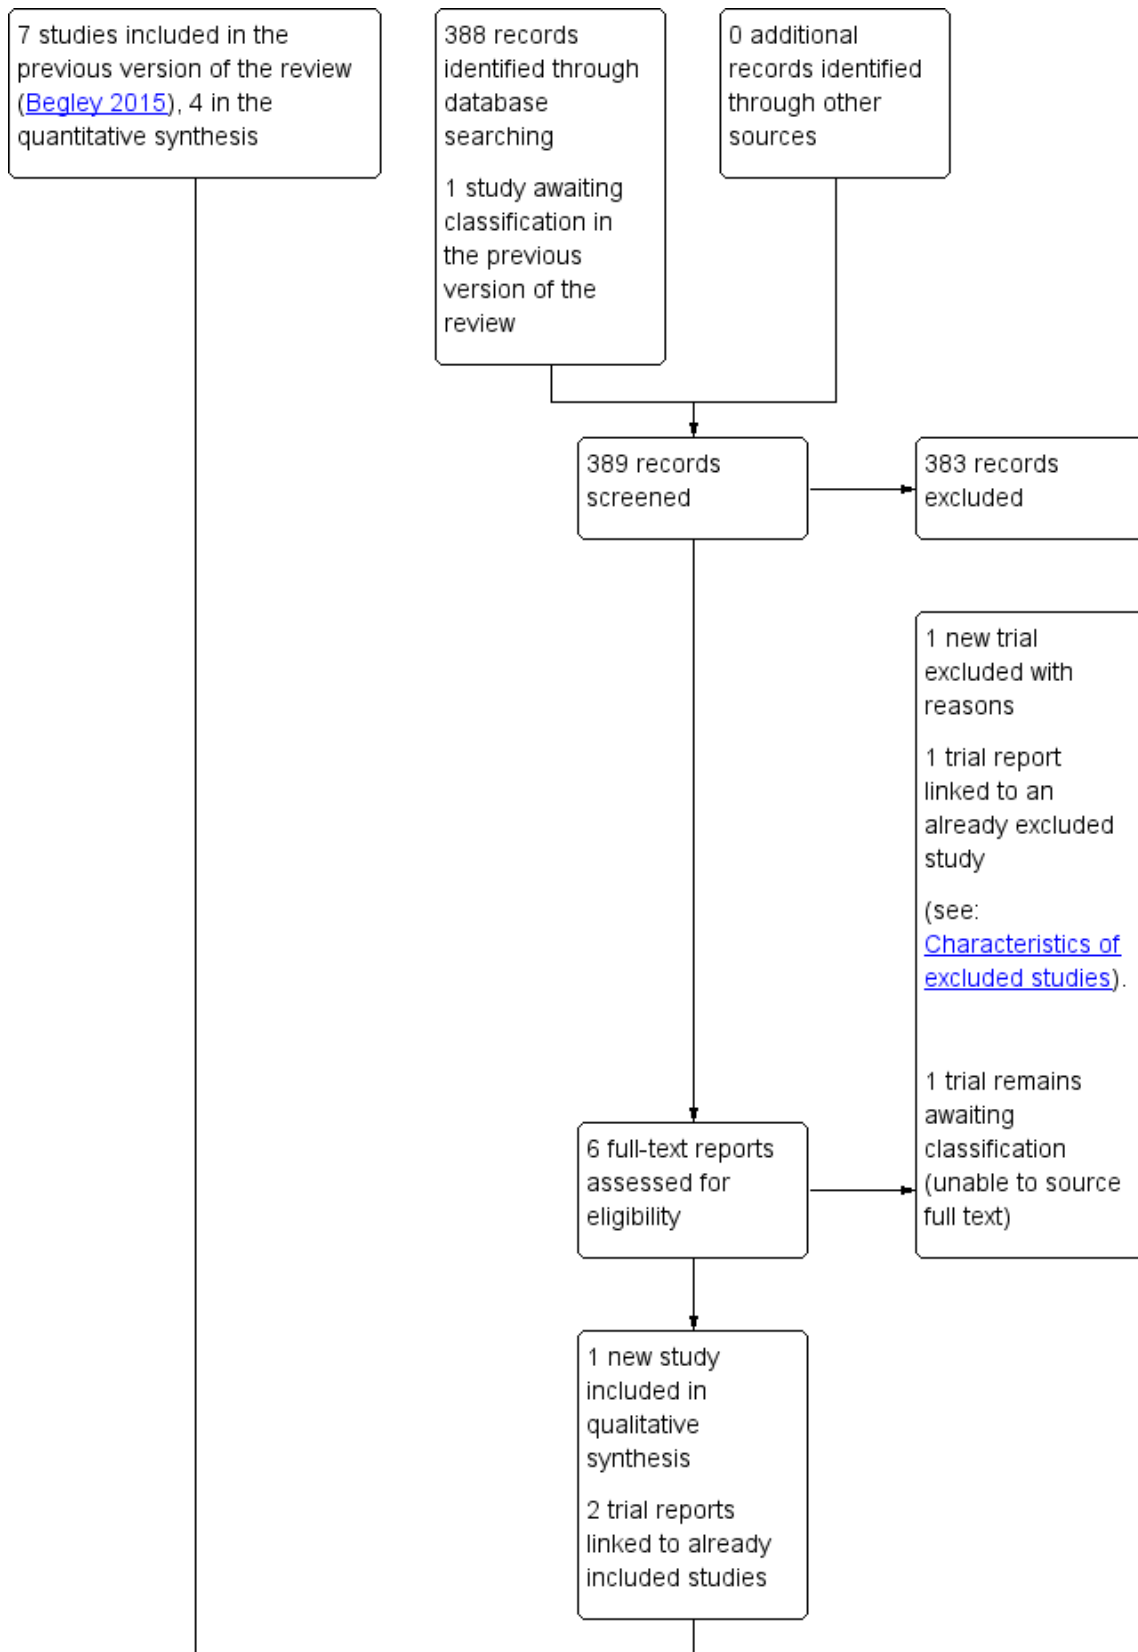 7 studies included in the
previous version of the review
(Begley 2015), 4 in the
quantitative synthesis
388 records
identified through
database
searching
1 study awaiting
classification in
the previous
version of the
review
0 additional
records identified
through other
sources
389 records
screened
383 records
excluded
1 new trial
excluded with
reasons
1 trial report
linked to an
already excluded
study
(see:
Characteristics of
excluded studies).
1 trial remains
awaiting
classification
(unable to source
full text)
6 full-text reports
assessed for
eligibility
1 new study
included in
qualitative
synthesis
2 trial reports
linked to already
included studies